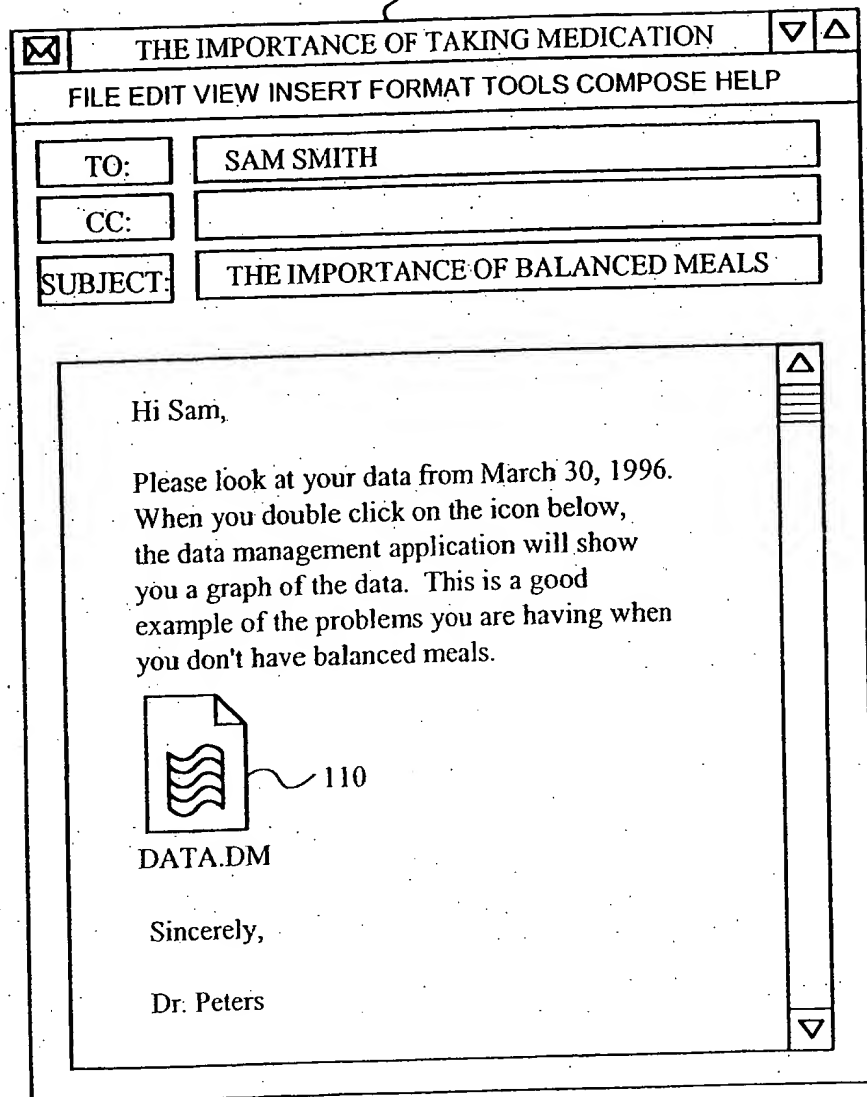 THE IMPORTANCE OF TAKING MEDICATION
FILE EDIT VIEW INSERT FORMAT TOOLS COMPOSE HELP
TO: SAM SMITH
CC:
SUBJECT: THE IMPORTANCE OF BALANCED MEALS
Hi Sam,
Please look at your data from March 30, 1996.
When you double click on the icon below,
the data management application will show
you a graph of the data. This is a good
example of the problems you are having when
you don't have balanced meals.
110
DATA.DM
Sincerely,
Dr. Peters